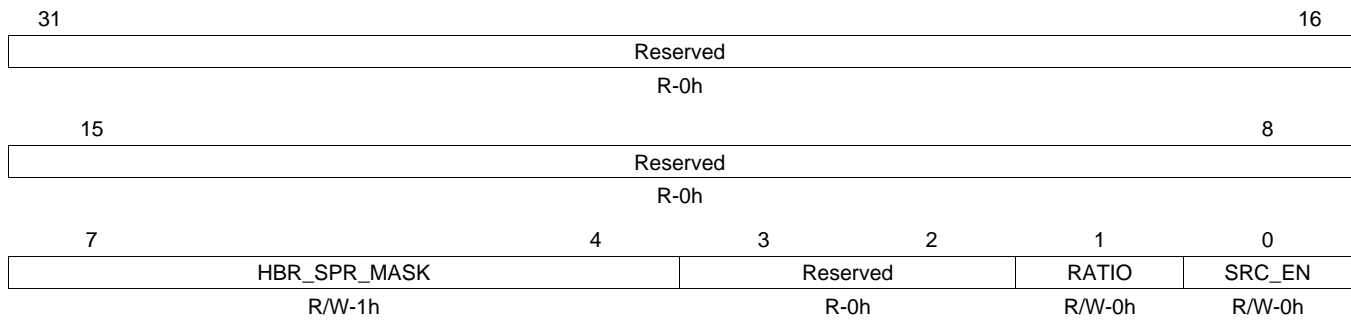 31 16
Reserved
R-0h
15 8
Reserved
R-0h
7 4 3 2 1 0
HBR_SPR_MASK Reserved RATIO SRC_EN
R/W-1h R-0h R/W-0h R/W-0h